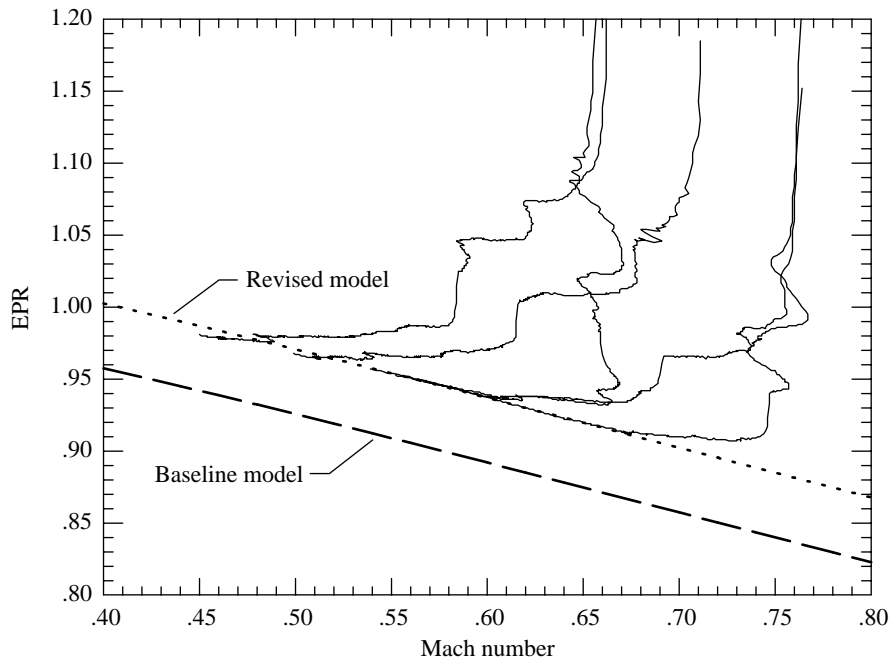 1.20
1.15
1.10
1.05
1.00
.95
.90
.85
.80
EPR
Revised model
Baseline model
.40 .45 .50 .55 .60 .65 .70 .75 .80
Mach number